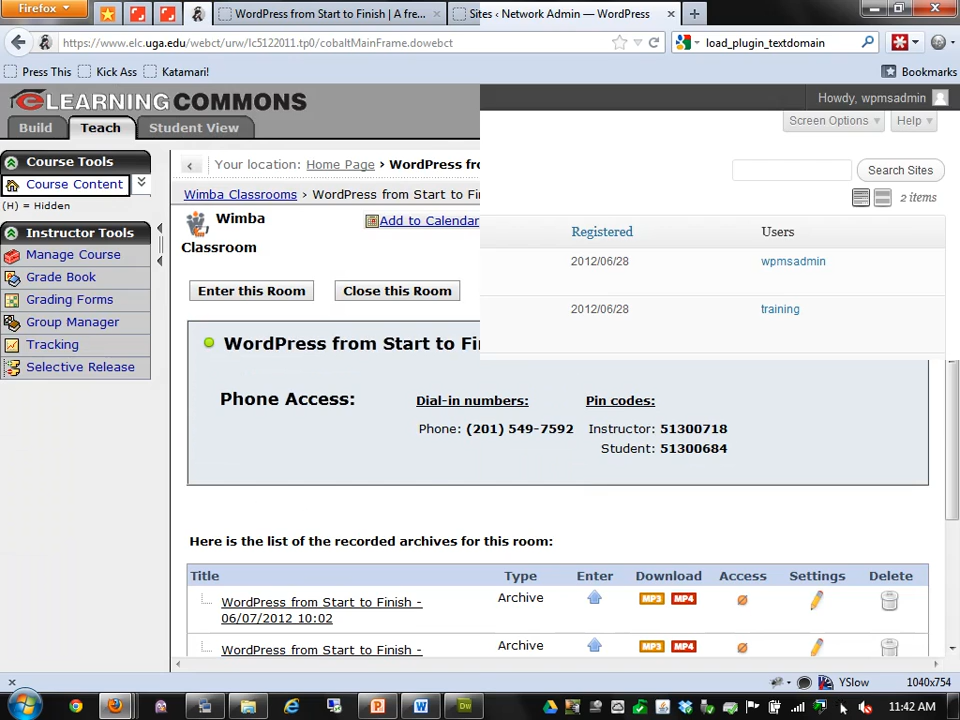 Firefox
WordPress from Start to Finish | A fre...
Sites ‹ Network Admin — WordPress
https://www.elc.uga.edu/webct/urw/lc5122011.tp0/cobaltMainFrame.dowebct
load_plugin_textdomain
Press This
Kick Ass
Katamari!
Bookmarks
eLEARNING COMMONS
Howdy, wpmsadmin
Build
Teach
Student View
Screen Options
Help
Course Tools
Your location: Home Page › WordPress fro
Search Sites
Course Content
Wimba Classrooms › WordPress from Start to Fi
2 items
(H) = Hidden
Wimba
Classroom
Add to Calendar
Instructor Tools
Registered
Users
Manage Course
2012/06/28
wpmsadmin
Grade Book
Enter this Room
Close this Room
Grading Forms
2012/06/28
training
Group Manager
Tracking
WordPress from Start to Fi
Selective Release
Phone Access:
Dial-in numbers:
Pin codes:
Phone: (201) 549-7592
Instructor: 51300718
Student: 51300684
Here is the list of the recorded archives for this room:
Title
Type
Enter
Download
Access
Settings
Delete
WordPress from Start to Finish -
06/07/2012 10:02
Archive
MP3
MP4
WordPress from Start to Finish -
Archive
MP3
MP4
YSlow
1040x754
11:42 AM